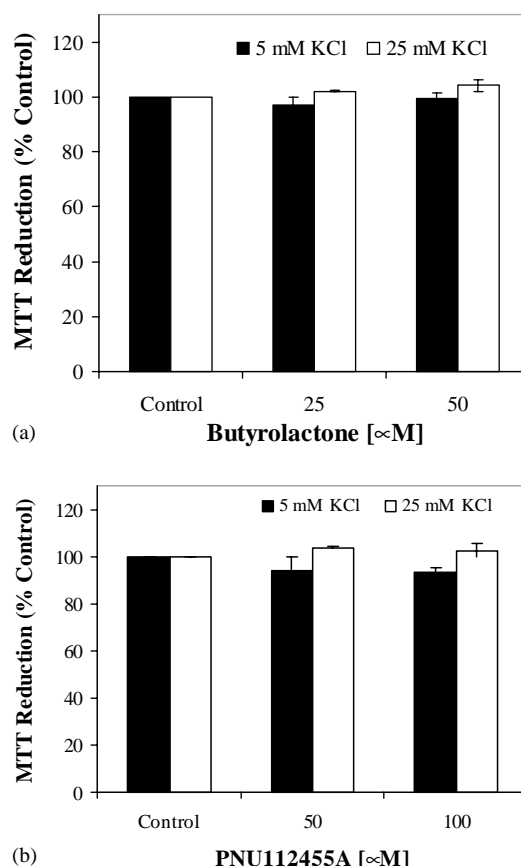 ■ 5 mM KCl □ 25 mM KCl
MTT Reduction (% Control)
120
100
80
60
40
20
0
Control 25 50
(a) Butyrolactone [∝M]
■ 5 mM KCl □ 25 mM KCl
MTT Reduction (% Control)
120
100
80
60
40
20
0
Control 50 100
(b) PNU112455A [∝M]